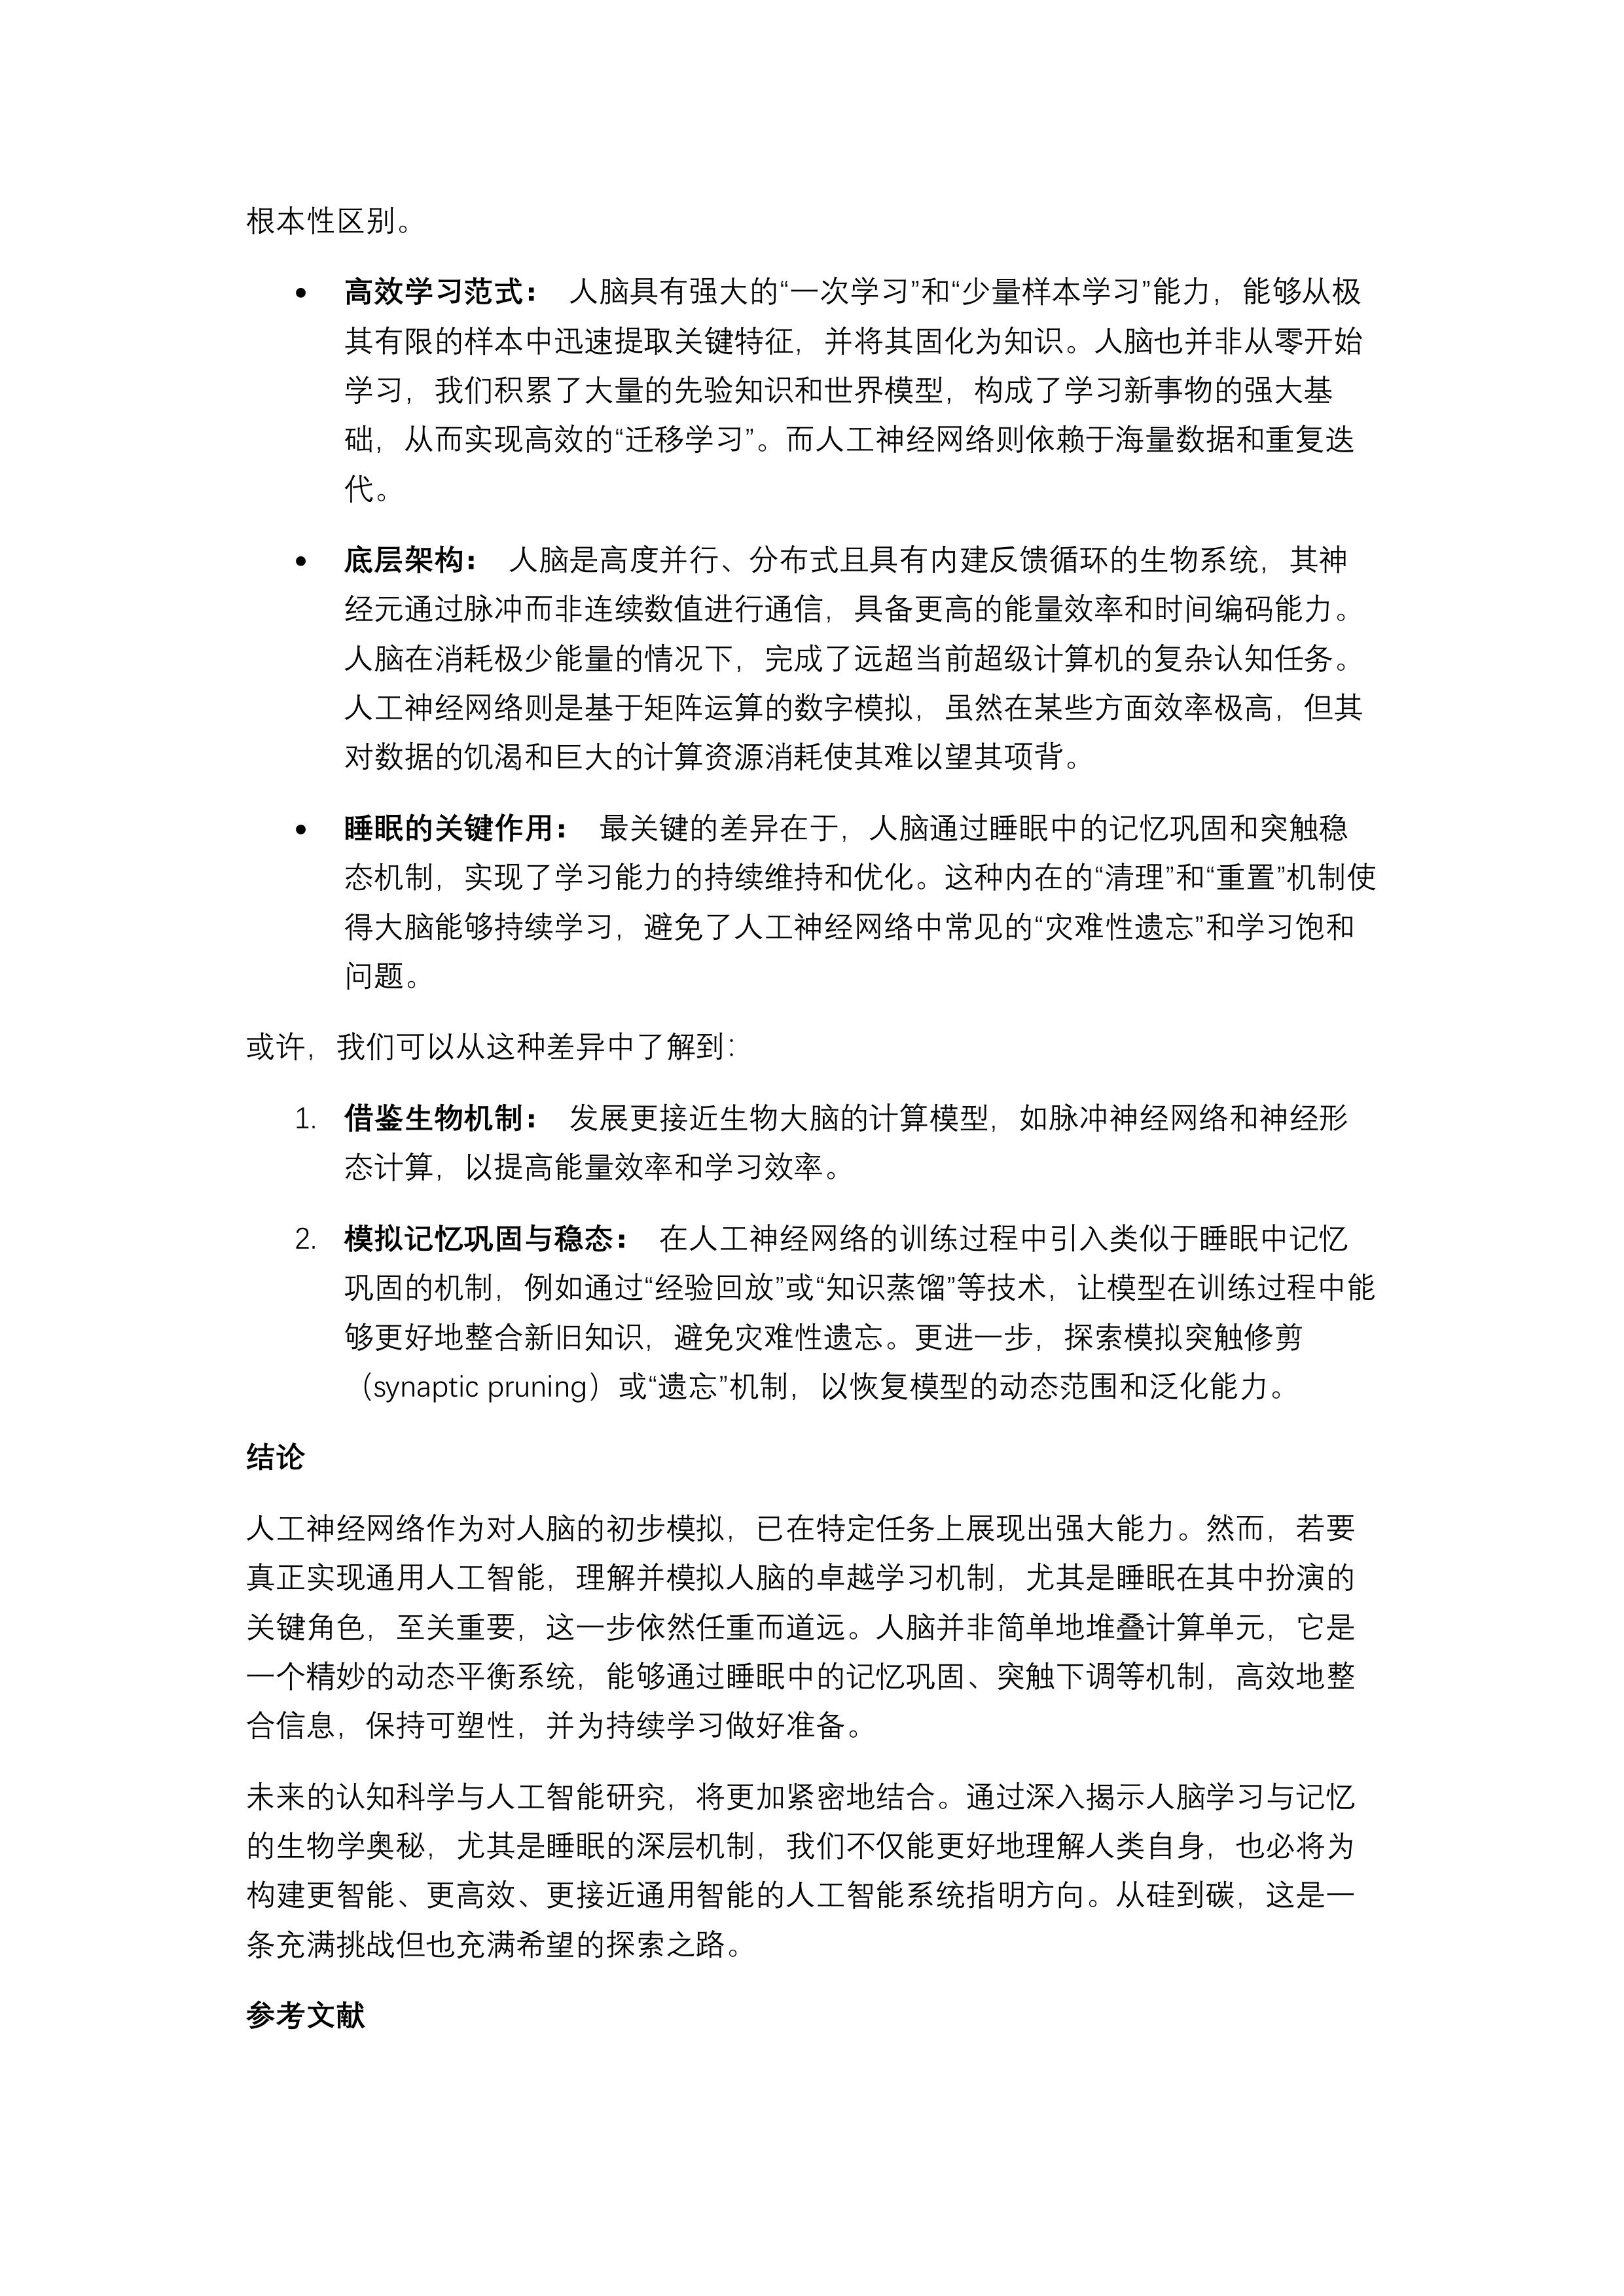 根本性区别。
• 高效学习范式： 人脑具有强大的“一次学习”和“少量样本学习”能力，能够从极
其有限的样本中迅速提取关键特征，并将其固化为知识。人脑也并非从零开始
学习，我们积累了大量的先验知识和世界模型，构成了学习新事物的强大基
础，从而实现高效的“迁移学习”。而人工神经网络则依赖于海量数据和重复迭
代。
• 底层架构： 人脑是高度并行、分布式且具有内建反馈循环的生物系统，其神
经元通过脉冲而非连续数值进行通信，具备更高的能量效率和时间编码能力。
人脑在消耗极少能量的情况下，完成了远超当前超级计算机的复杂认知任务。
人工神经网络则是基于矩阵运算的数字模拟，虽然在某些方面效率极高，但其
对数据的饥渴和巨大的计算资源消耗使其难以望其项背。
• 睡眠的关键作用： 最关键的差异在于，人脑通过睡眠中的记忆巩固和突触稳
态机制，实现了学习能力的持续维持和优化。这种内在的“清理”和“重置”机制使
得大脑能够持续学习，避免了人工神经网络中常见的“灾难性遗忘”和学习饱和
问题。
或许，我们可以从这种差异中了解到：
1. 借鉴生物机制： 发展更接近生物大脑的计算模型，如脉冲神经网络和神经形
态计算，以提高能量效率和学习效率。
2. 模拟记忆巩固与稳态： 在人工神经网络的训练过程中引入类似于睡眠中记忆
巩固的机制，例如通过“经验回放”或“知识蒸馏”等技术，让模型在训练过程中能
够更好地整合新旧知识，避免灾难性遗忘。更进一步，探索模拟突触修剪
（synaptic pruning）或“遗忘”机制，以恢复模型的动态范围和泛化能力。
结论
人工神经网络作为对人脑的初步模拟，已在特定任务上展现出强大能力。然而，若要
真正实现通用人工智能，理解并模拟人脑的卓越学习机制，尤其是睡眠在其中扮演的
关键角色，至关重要，这一步依然任重而道远。人脑并非简单地堆叠计算单元，它是
一个精妙的动态平衡系统，能够通过睡眠中的记忆巩固、突触下调等机制，高效地整
合信息，保持可塑性，并为持续学习做好准备。
未来的认知科学与人工智能研究，将更加紧密地结合。通过深入揭示人脑学习与记忆
的生物学奥秘，尤其是睡眠的深层机制，我们不仅能更好地理解人类自身，也必将为
构建更智能、更高效、更接近通用智能的人工智能系统指明方向。从硅到碳，这是一
条充满挑战但也充满希望的探索之路。
参考文献